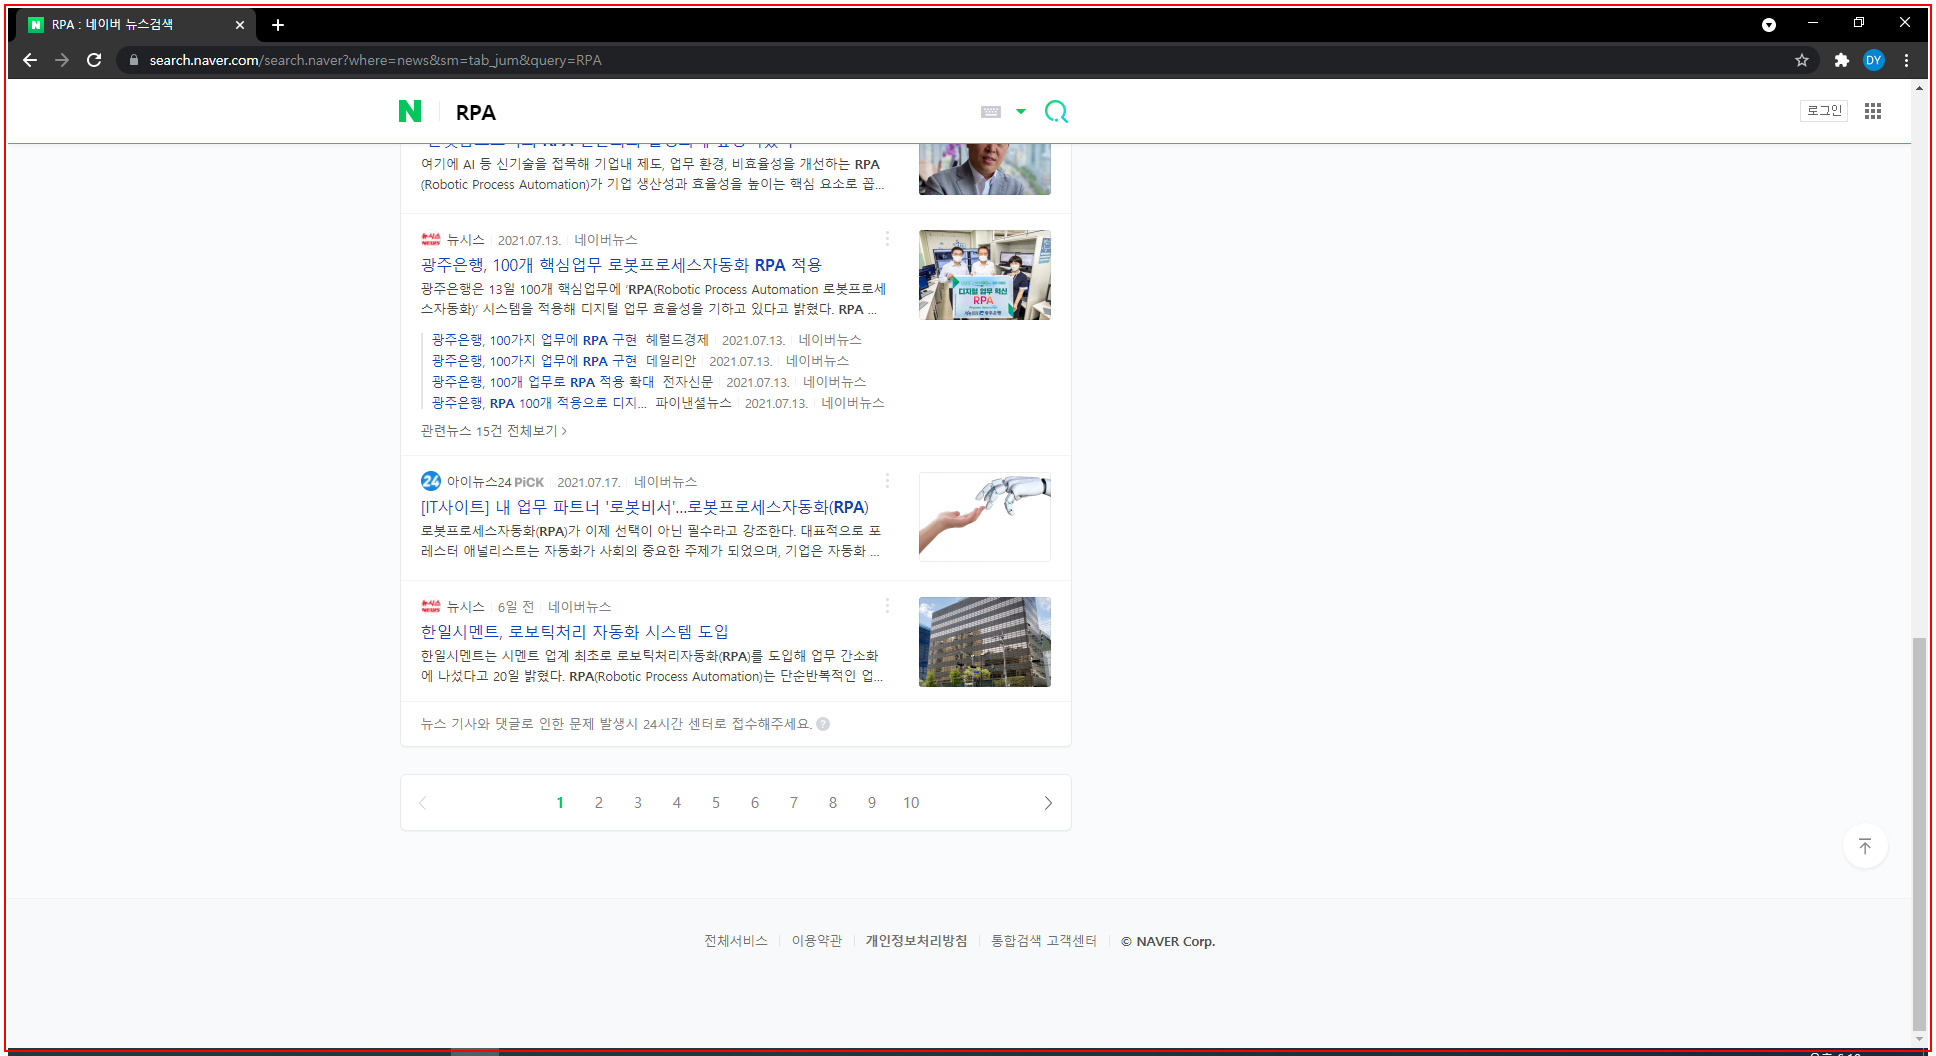 RPA : 네이버 뉴스검색
search.naver.com/search.naver?where=news&sm=tab_jum&query=RPA
DY
N RPA
로그인
여기에 AI 등 신기술을 접목해 기업내 제도, 업무 환경, 비효율성을 개선하는 RPA
(Robotic Process Automation)가 기업 생산성과 효율성을 높이는 핵심 요소로 꼽...
뉴시스 2021.07.13. 네이버뉴스
광주은행, 100개 핵심업무 로봇프로세스자동화 RPA 적용
광주은행은 13일 100개 핵심업무에 'RPA(Robotic Process Automation 로봇프로세
스자동화)' 시스템을 적용해 디지털 업무 효율성을 기하고 있다고 밝혔다. RPA ...
디지털 업무 혁신
RPA
광주은행
광주은행, 100가지 업무에 RPA 구현 헤럴드경제 2021.07.13. 네이버뉴스
광주은행, 100가지 업무에 RPA 구현 데일리안 2021.07.13. 네이버뉴스
광주은행, 100개 업무로 RPA 적용 확대 전자신문 2021.07.13. 네이버뉴스
광주은행, RPA 100개 적용으로 디지... 파이낸셜뉴스 2021.07.13. 네이버뉴스
관련뉴스 15건 전체보기
24 아이뉴스24 PiCK 2021.07.17. 네이버뉴스
[IT사이트] 내 업무 파트너 '로봇비서'...로봇프로세스자동화(RPA)
로봇프로세스자동화(RPA)가 이제 선택이 아닌 필수라고 강조한다. 대표적으로 포
레스터 애널리스트는 자동화가 사회의 중요한 주제가 되었으며, 기업은 자동화 ...
뉴시스 6일 전 네이버뉴스
한일시멘트, 로보틱처리 자동화 시스템 도입
한일시멘트는 시멘트 업계 최초로 로보틱처리자동화(RPA)를 도입해 업무 간소화
에 나섰다고 20일 밝혔다. RPA(Robotic Process Automation)는 단순반복적인 업...
뉴스 기사와 댓글로 인한 문제 발생시 24시간 센터로 접수해주세요.
1 2 3 4 5 6 7 8 9 10
전체서비스 이용약관 개인정보처리방침 통합검색 고객센터 © NAVER Corp.